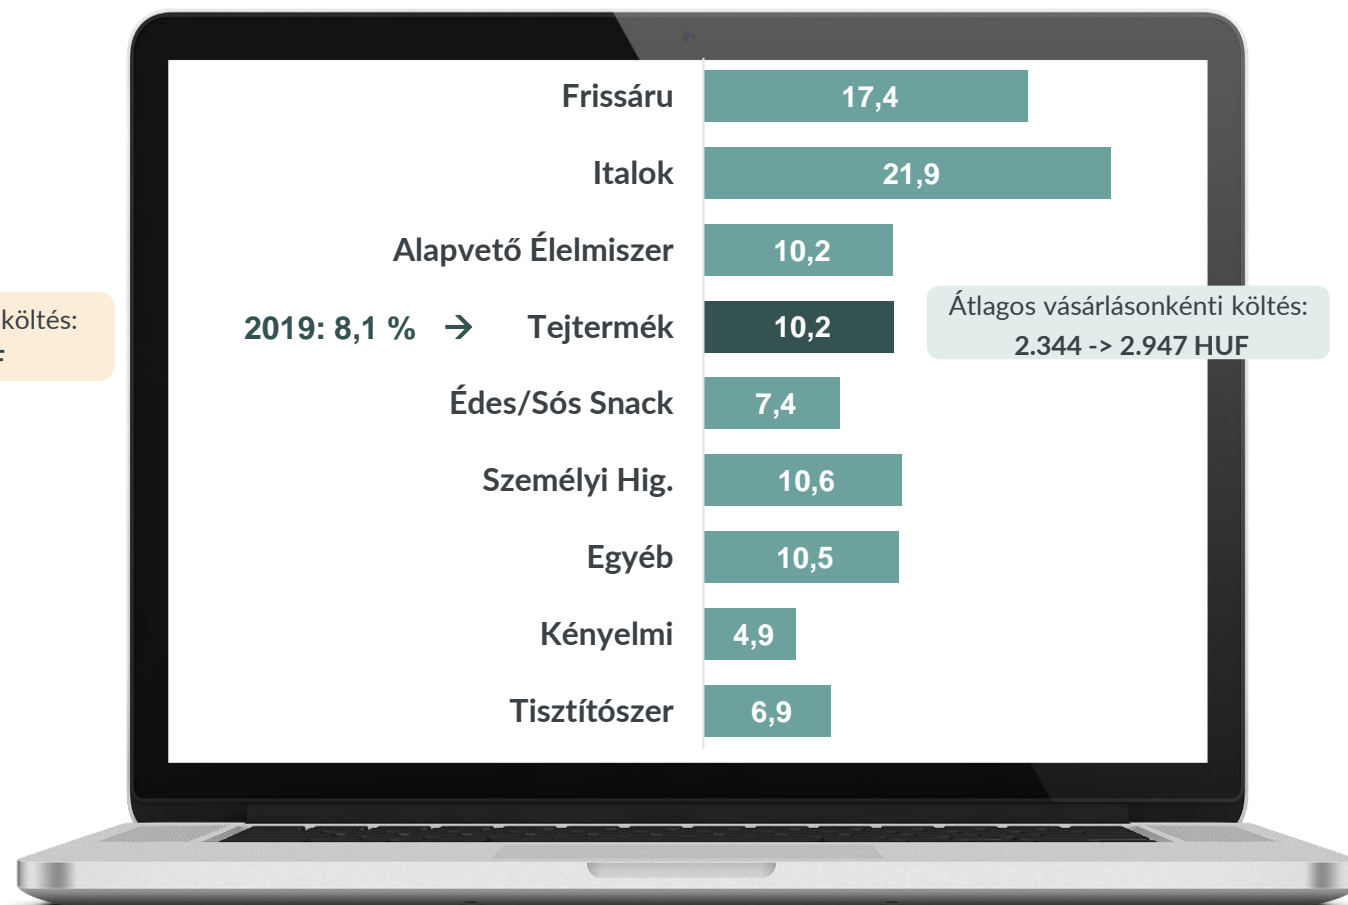 Frissáru 17,4
Italok 21,9
Alapvető Élelmiszer 10,2
költés:
2019: 8,1 % → Tejtermék 10,2
Átlagos vásárlásonkénti költés:
2.344 -> 2.947 HUF
Édes/Sós Snack 7,4
Személyi Hig. 10,6
Egyéb 10,5
Kényelmi 4,9
Tisztítószer 6,9